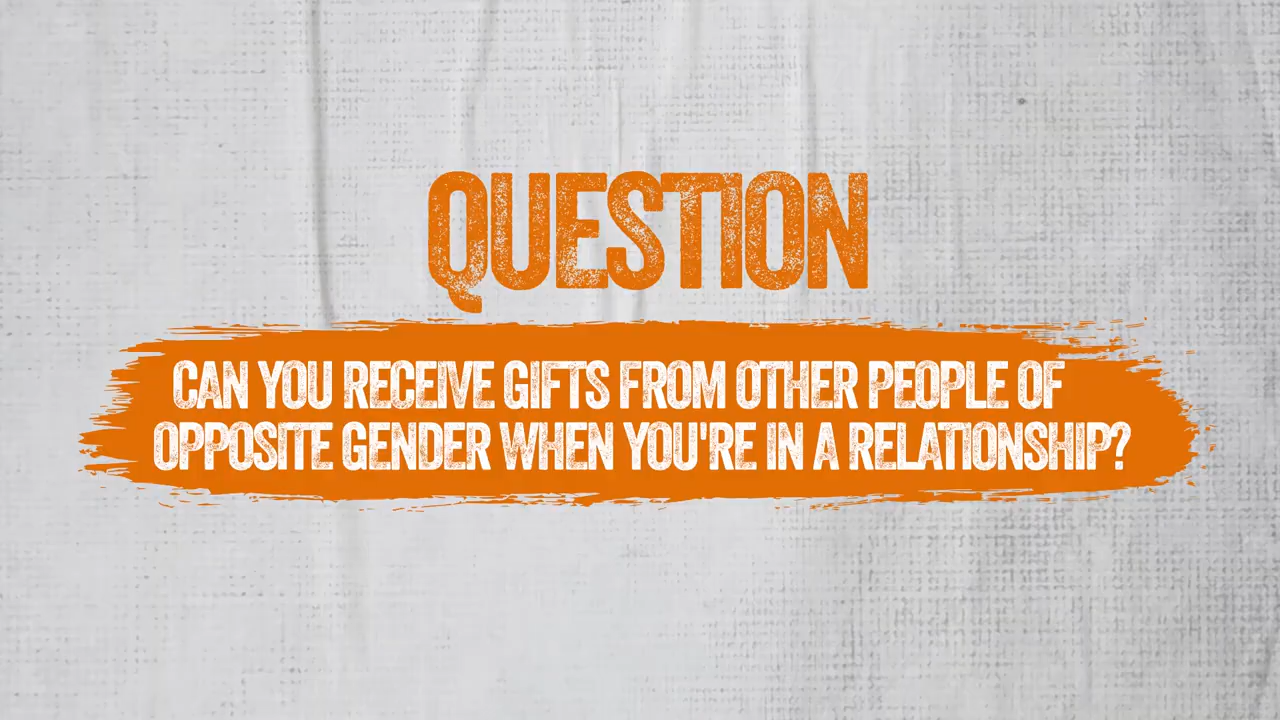 QUESTION
CAN YOU RECEIVE GIFTS FROM OTHER PEOPLE OF
OPPOSITE GENDER WHEN YOU'RE IN A RELATIONSHIP?